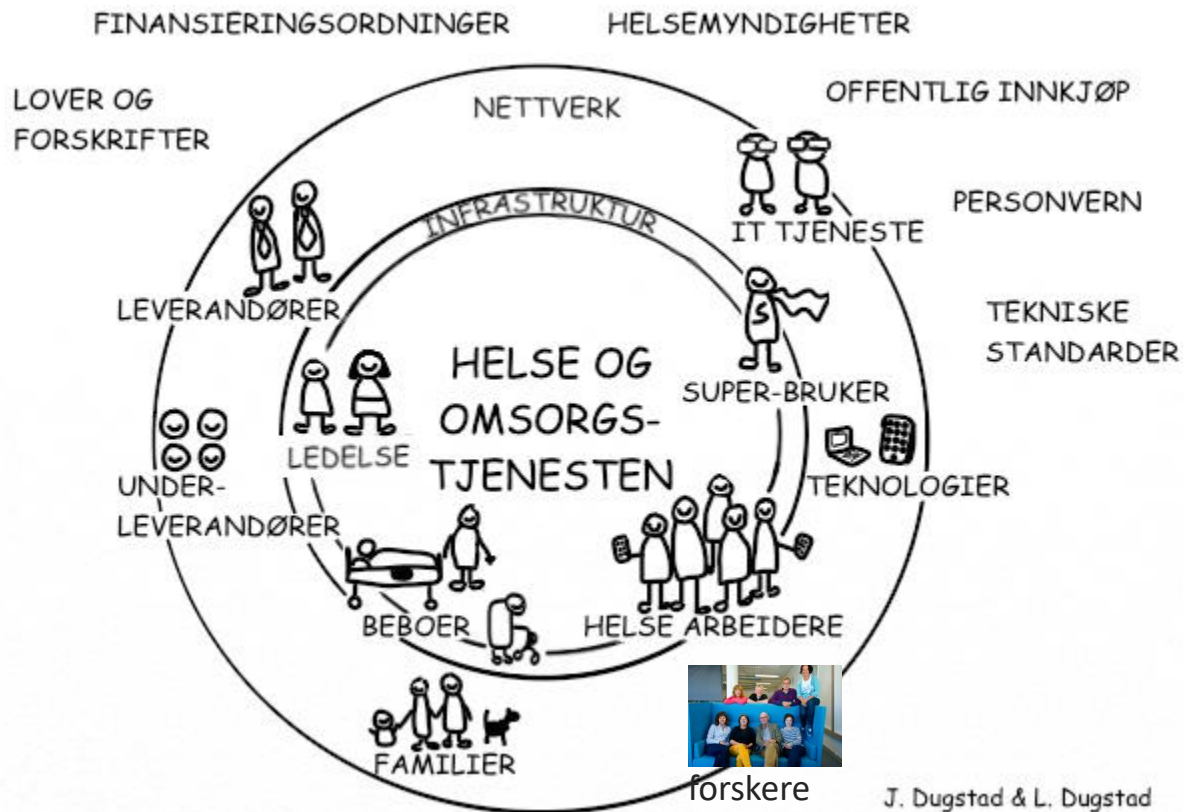 FINANSIERINGSORDNINGER
HELSEMYNDIGHETER
LOVER OG
FORSKRIFTER
NETTVERK
OFFENTLIG INNKJØP
PERSONVERN
INFRASTRUKTUR
IT TJENESTE
LEVERANDØRER
TEKNISKE
STANDARDER
HELSE OG
OMSORGS-
TJENESTEN
SUPER-BRUKER
S
LEDELSE
UNDER-
LEVERANDØRER
TEKNOLOGIER
BEBOER
HELSE ARBEIDERE
FAMILIER
forskere
J. Dugstad & L. Dugstad